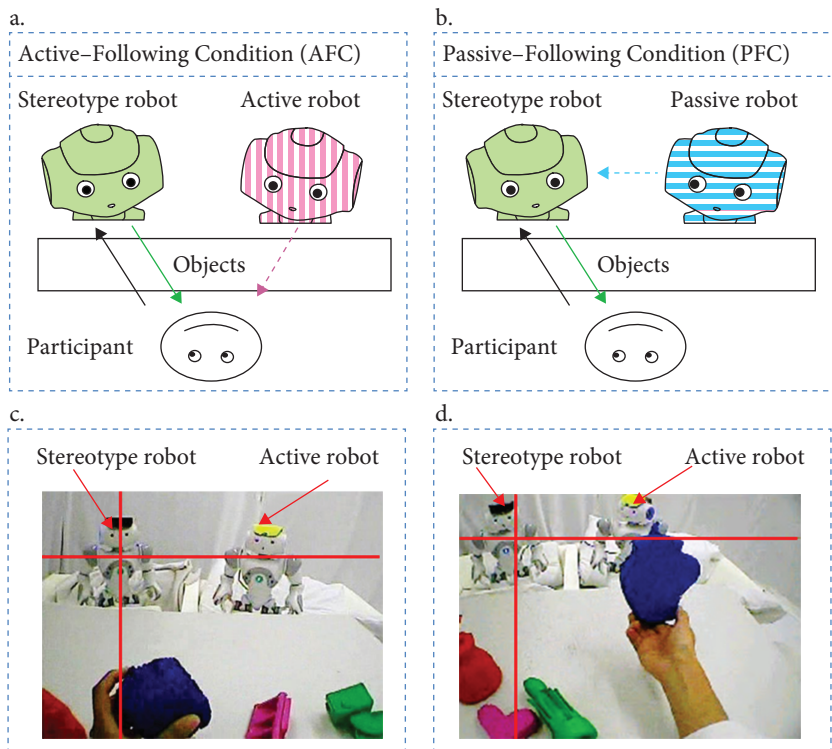 a.
Active–Following Condition (AFC)
Stereotype robot Active robot
Objects
Participant
b.
Passive–Following Condition (PFC)
Stereotype robot Passive robot
Objects
Participant
c.
Stereotype robot Active robot
d.
Stereotype robot Active robot